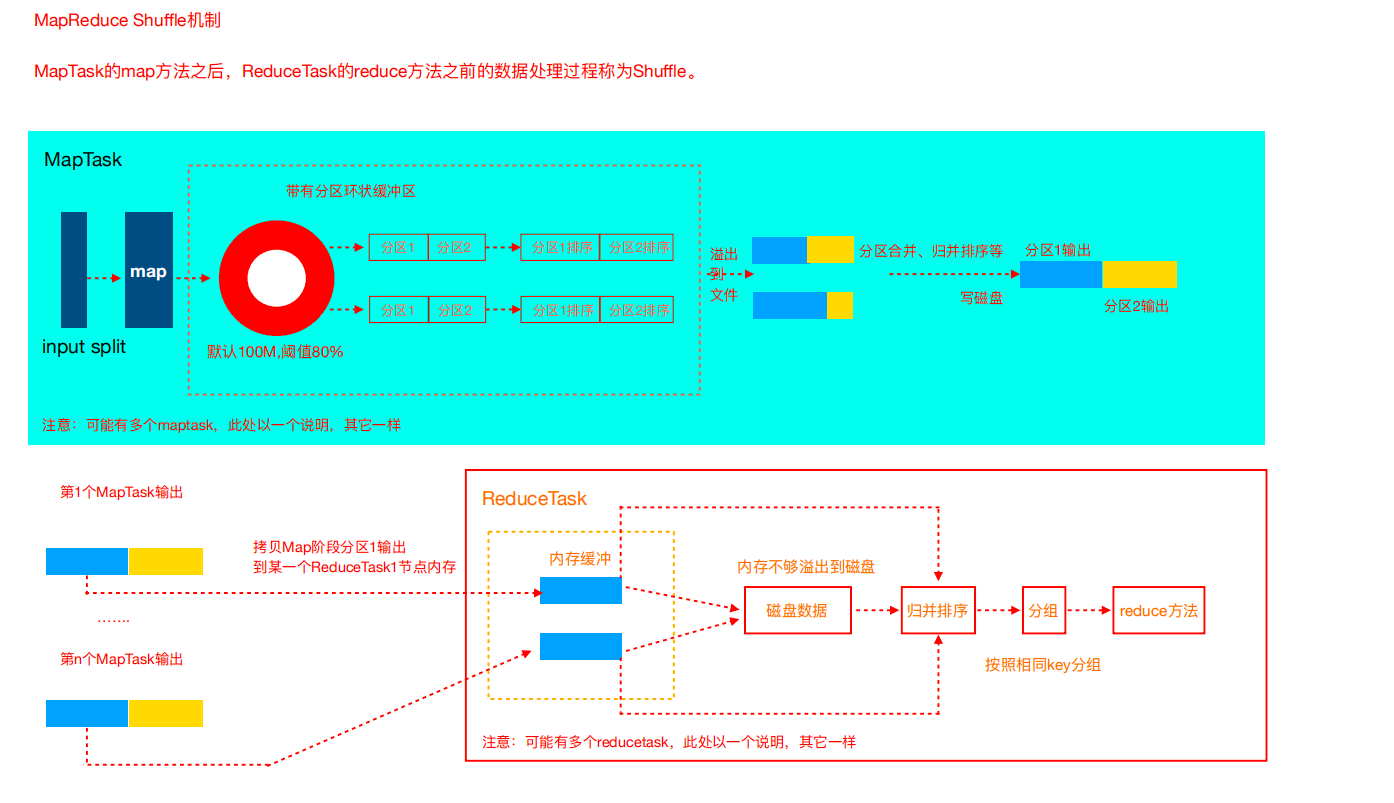 MapReduce Shuffle机制
MapTask的map方法之后，ReduceTask的reduce方法之前的数据处理过程称为Shuffle。
MapTask
带有分区环状缓冲区
map
input split
默认100M,阈值80%
分区1
分区2
分区1排序
分区2排序
分区1
分区2
分区1排序
分区2排序
溢出
到
文件
分区合并、归并排序等
写磁盘
分区1输出
分区2输出
注意：可能有多个maptask，此处以一个说明，其它一样
第1个MapTask输出
拷贝Map阶段分区1输出
到某一个ReduceTask1节点内存
…….
第n个MapTask输出
ReduceTask
内存缓冲
内存不够溢出到磁盘
磁盘数据
归并排序
分组
reduce方法
按照相同key分组
注意：可能有多个reducetask，此处以一个说明，其它一样